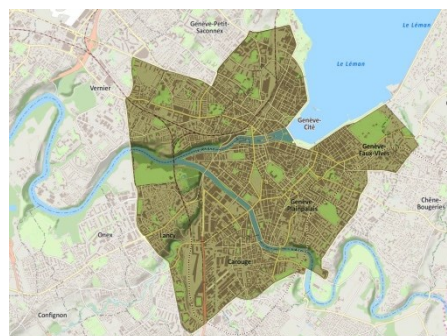 Genève-Petit-
Saconnex
Le Léman
Vernier
Le Léman
Genève-
Cité
Genève-
Eaux-Vives
Chêne-
Bougeries
Genève-
Plainpalais
Onex
Lancy
Carouge
Confignon